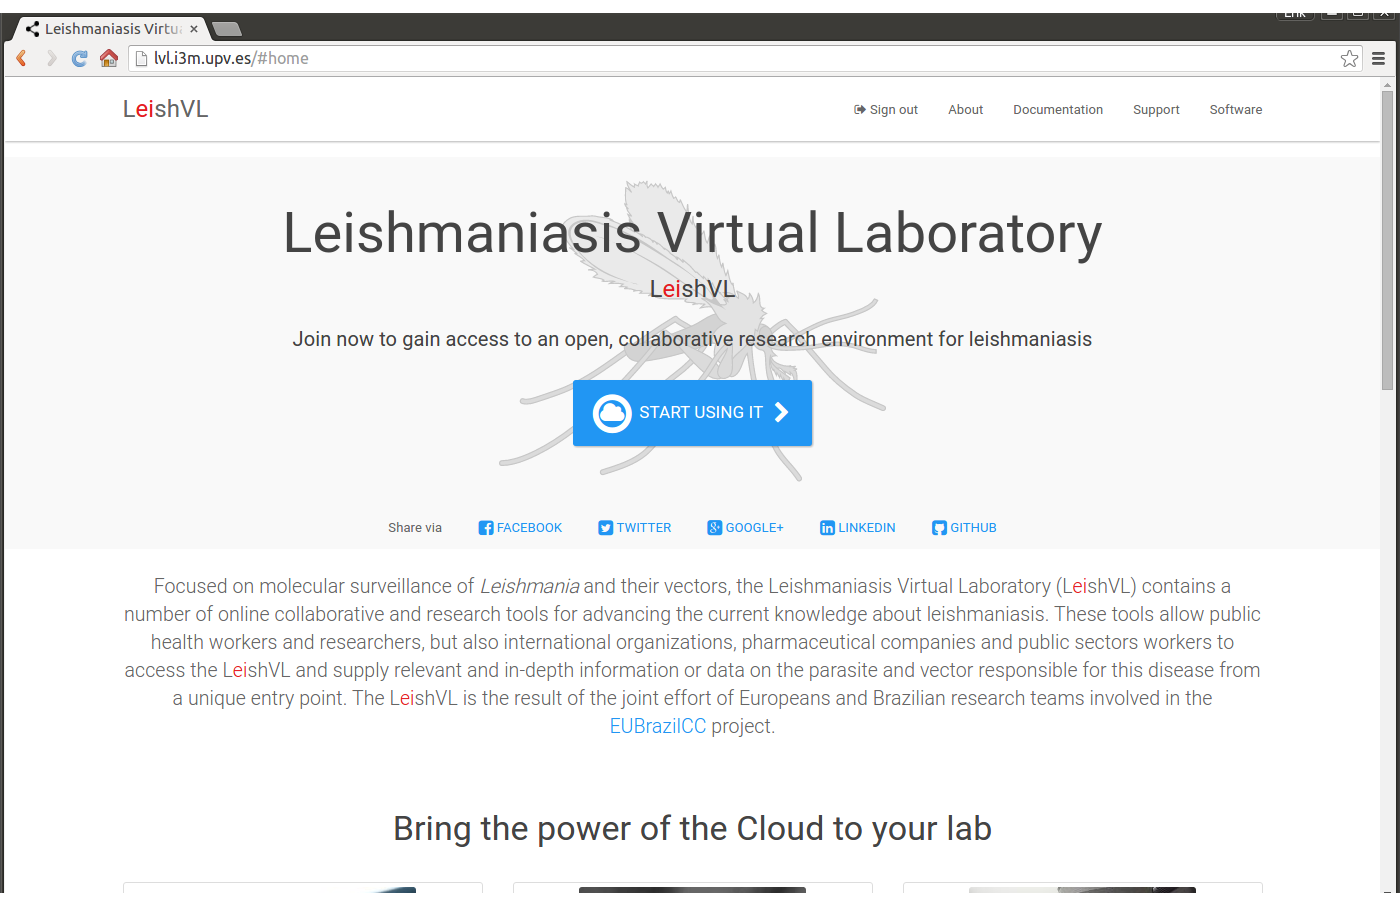 Erik
Leishmaniasis Virtu
lvl.i3m.upv.es/#home
LeishVL
Sign out About Documentation Support Software
Leishmaniasis Virtual Laboratory
LeishVL
Join now to gain access to an open, collaborative research environment for leishmaniasis
START USING IT
Share via FACEBOOK TWITTER GOOGLE+ LINKEDIN GITHUB
Focused on molecular surveillance of Leishmania and their vectors, the Leishmaniasis Virtual Laboratory (LeishVL) contains a
number of online collaborative and research tools for advancing the current knowledge about leishmaniasis. These tools allow public
health workers and researchers, but also international organizations, pharmaceutical companies and public sectors workers to
access the LeishVL and supply relevant and in-depth information or data on the parasite and vector responsible for this disease from
a unique entry point. The LeishVL is the result of the joint effort of Europeans and Brazilian research teams involved in the
EUBrazilCC project.
Bring the power of the Cloud to your lab